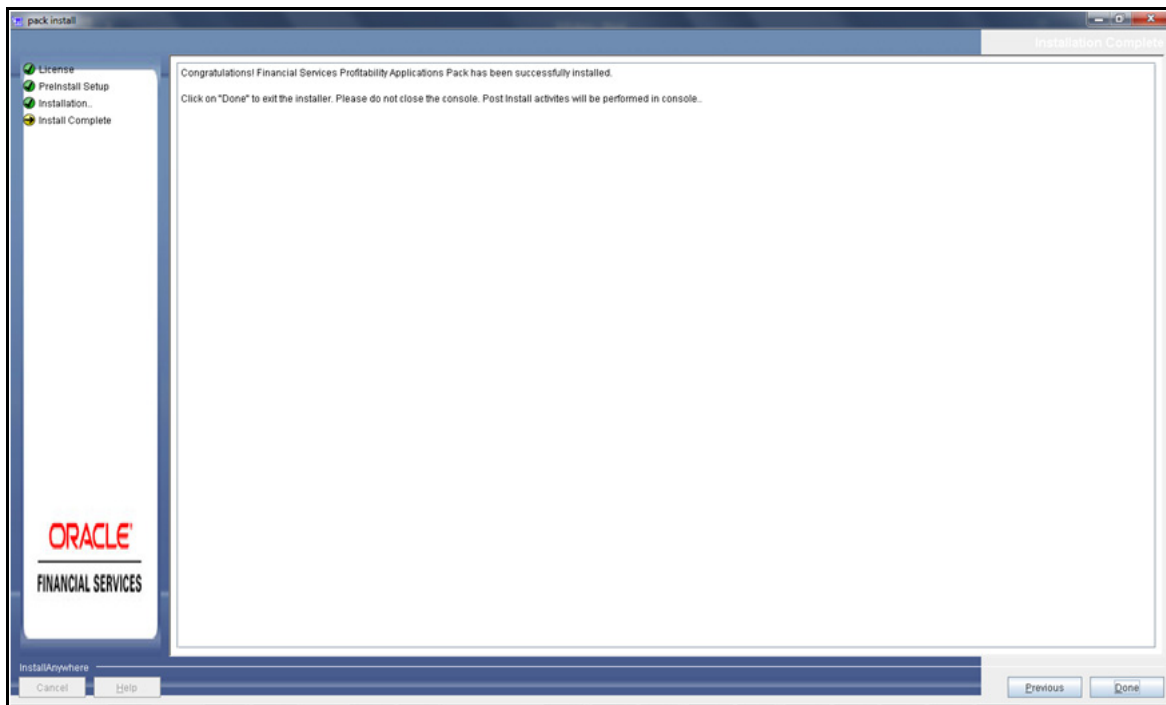 pack install
Installation Complete
License
PreInstall Setup
Installation..
Install Complete
Congratulations! Financial Services Profitability Applications Pack has been successfully installed.
Click on "Done" to exit the installer. Please do not close the console. Post Install activites will be performed in console..
ORACLE
FINANCIAL SERVICES
InstallAnywhere
Cancel
Help
Previous
Done